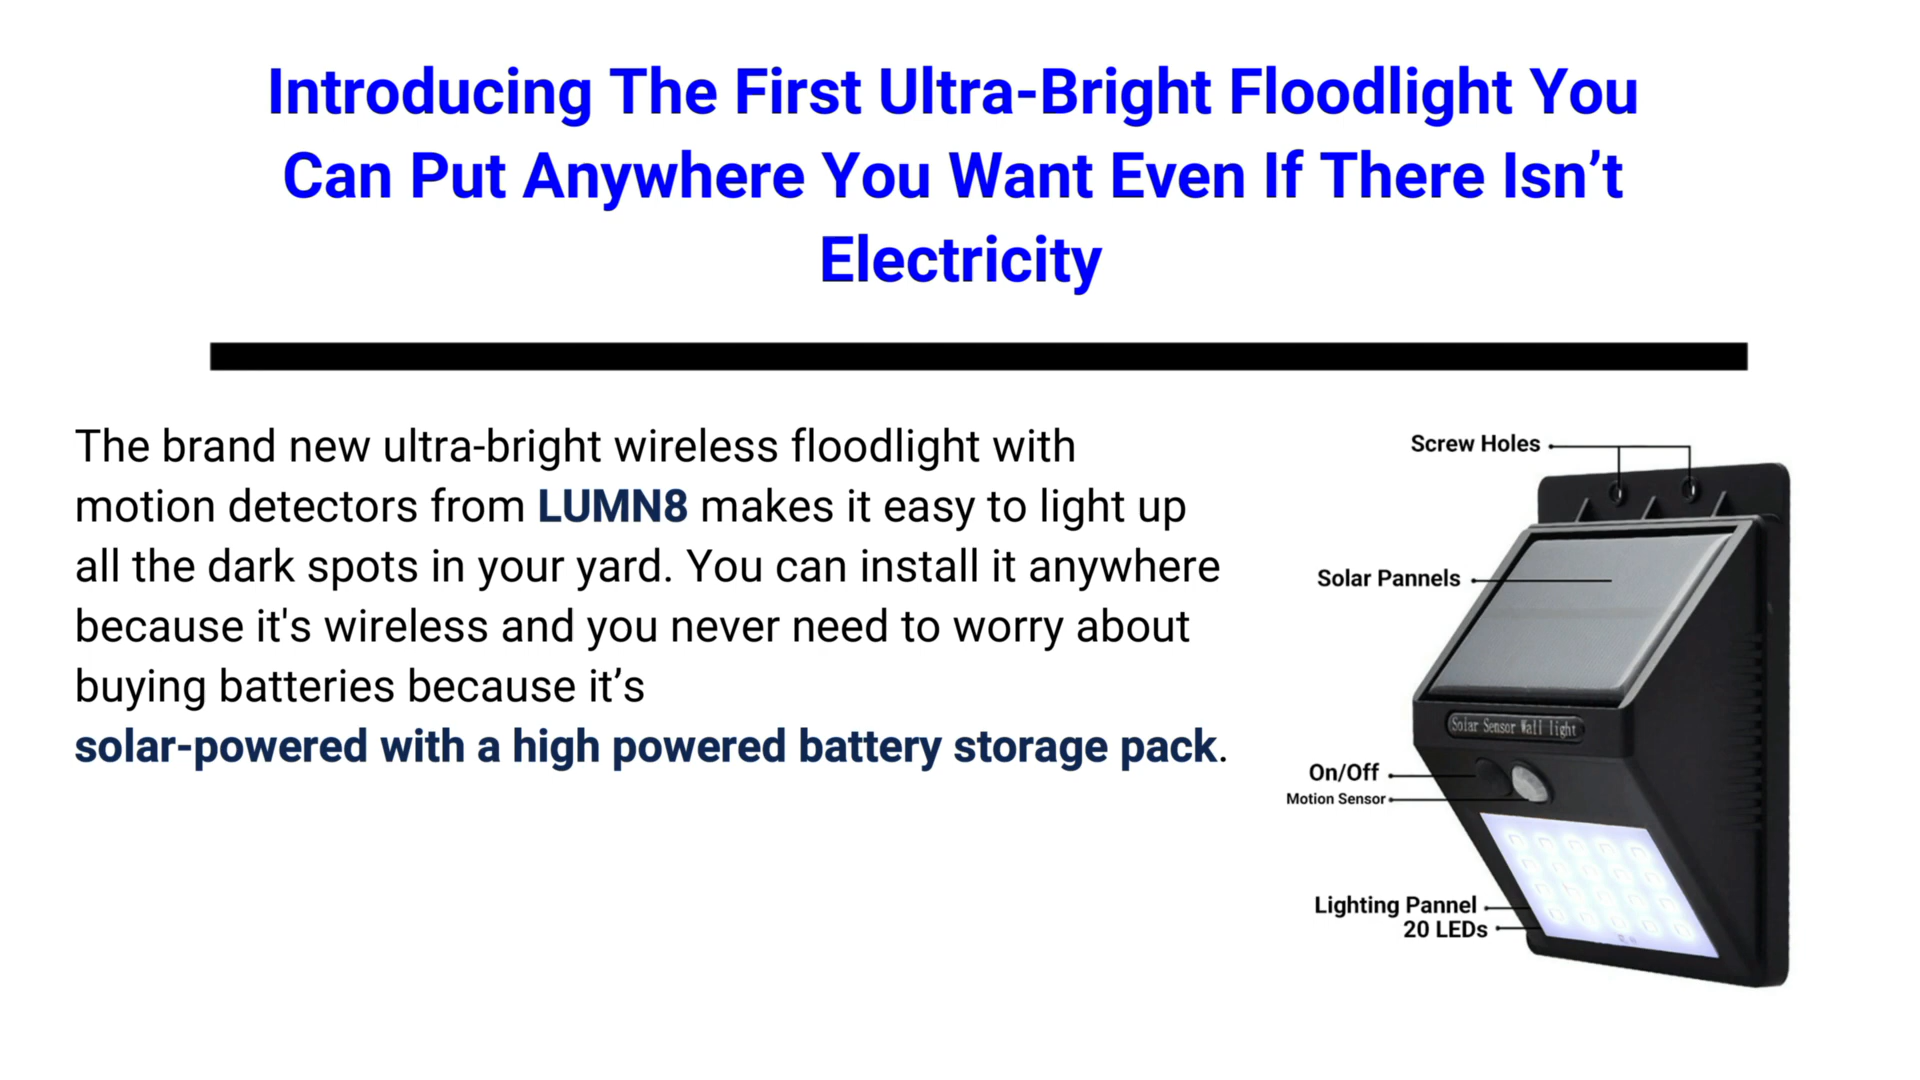 Introducing The First Ultra-Bright Floodlight You
Can Put Anywhere You Want Even If There Isn’t
Electricity
The brand new ultra-bright wireless floodlight with
motion detectors from LUMN8 makes it easy to light up
all the dark spots in your yard. You can install it anywhere
because it's wireless and you never need to worry about
buying batteries because it’s
solar-powered with a high powered battery storage pack.
Screw Holes
Solar Pannels
Solar Sensor Wall light
On/Off
Motion Sensor
Lighting Pannel
20 LEDs